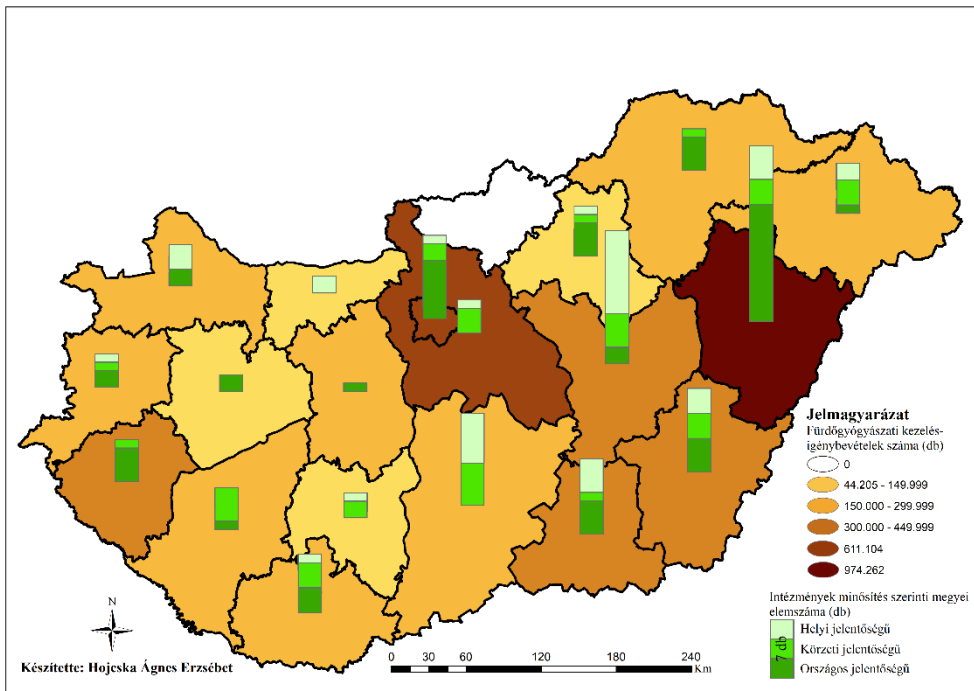 Jelmagyarázat
Fürdőgyógyászati kezelés-
igénybevételek száma (db)
0
44.205 - 149.999
150.000 - 299.999
300.000 - 449.999
611.104
974.262
Intézmények minősítés szerinti megyei
elemszáma (db)
7 db
Helyi jelentőségű
Körzeti jelentőségű
Országos jelentőségű
N
Készítette: Hojcska Ágnes Erzsébet
0 30 60 120 180 240
Km